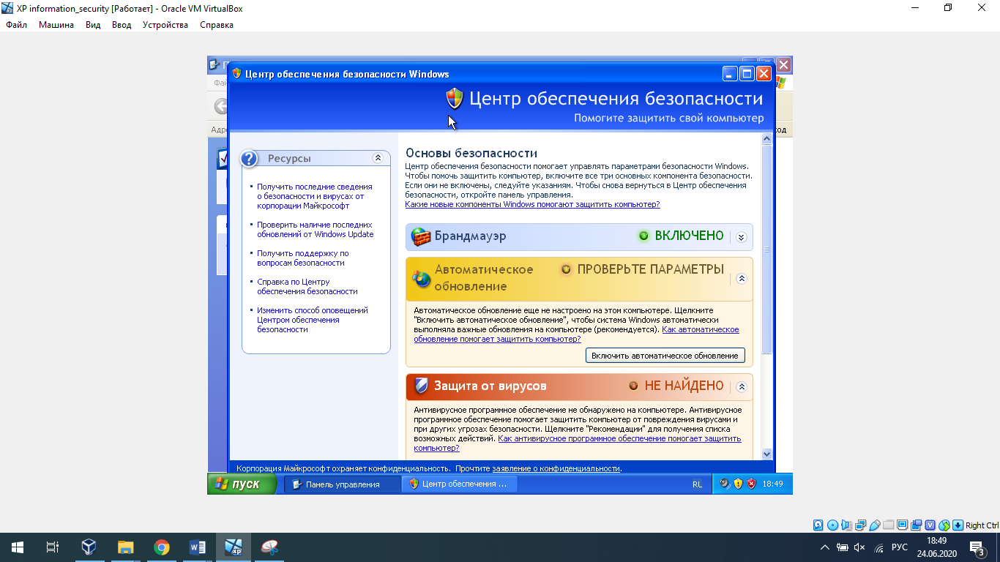 XP information_security [Работает] - Oracle VM VirtualBox
Файл Машина Вид Ввод Устройства Справка
Центр обеспечения безопасности Windows
Центр обеспечения безопасности
Помогите защитить свой компьютер
Ресурсы
Получить последние сведения
о безопасности и вирусах от
корпорации Майкрософт
Проверить наличие последних
обновлений от Windows Update
Получить поддержку по
вопросам безопасности
Справка по Центру
обеспечения безопасности
Изменить способ оповещений
Центром обеспечения
безопасности
Основы безопасности
Центр обеспечения безопасности помогает управлять параметрами безопасности Windows.
Чтобы помочь защитить компьютер, включите все три основных компонента безопасности.
Если они не включены, следуйте указаниям. Чтобы снова вернуться в Центр обеспечения
безопасности, откройте панель управления.
Какие новые компоненты Windows помогают защитить компьютер?
Брандмауэр ВКЛЮЧЕНО
Автоматическое
обновление
ПРОВЕРЬТЕ ПАРАМЕТРЫ
Автоматическое обновление еще не настроено на этом компьютере. Щелкните
"Включить автоматическое обновление", чтобы система Windows автоматически
выполняла важные обновления на компьютере (рекомендуется). Как автоматическое
обновление помогает защитить компьютер?
Включить автоматическое обновление
Защита от вирусов НЕ НАЙДЕНО
Антивирусное программное обеспечение не обнаружено на компьютере. Антивирусное
программное обеспечение помогает защитить компьютер от повреждения вирусами и
при других угрозах безопасности. Щелкните "Рекомендации" для получения списка
возможных действий. Как антивирусное программное обеспечение помогает защитить
компьютер?
Корпорация Майкрософт охраняет конфиденциальность. Прочтите заявление о конфиденциальности.
пуск Панель управления Центр обеспечения ... RL 18:49
Right Ctrl
РУС
18:49
24.06.2020
3